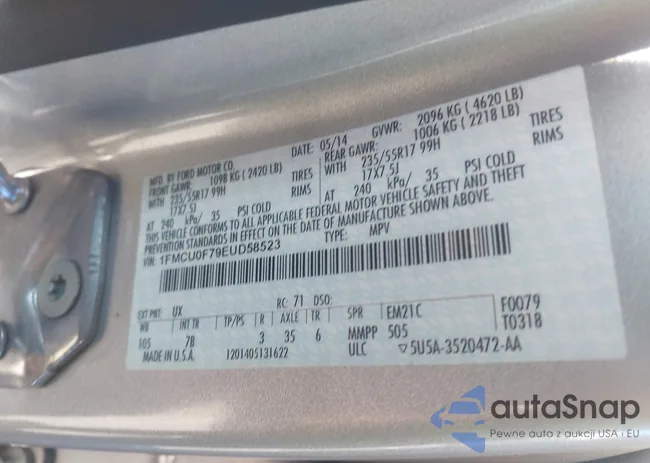 MFD. BY FORD MOTOR CO.
DATE: 05/14
GVWR: 2096 KG ( 4620 LB)
FRONT GAWR: 1098 KG ( 2420 LB)
REAR GAWR: 1006 KG ( 2218 LB)
WITH 235/55R17 99H TIRES
WITH 235/55R17 99H TIRES
17X7.5J RIMS
17X7.5J RIMS
AT 240 kPa/ 35 PSI COLD
AT 240 kPa/ 35 PSI COLD
THIS VEHICLE CONFORMS TO ALL APPLICABLE FEDERAL MOTOR VEHICLE SAFETY AND THEFT
PREVENTION STANDARDS IN EFFECT ON THE DATE OF MANUFACTURE SHOWN ABOVE.
VIN: 1FMCU0F79EUD58523
TYPE: MPV
EXT PNT: UX RC: 71 DSO:
WB INT TR TP/PS R AXLE TR SPR EM21C F0079
105 7B 3 35 6 MMPP 505 T0318
MADE IN U.S.A. 1201405131622 ULC ▽5U5A-3520472-AA
autaSnap
Pewne auto z aukcji USA i EU